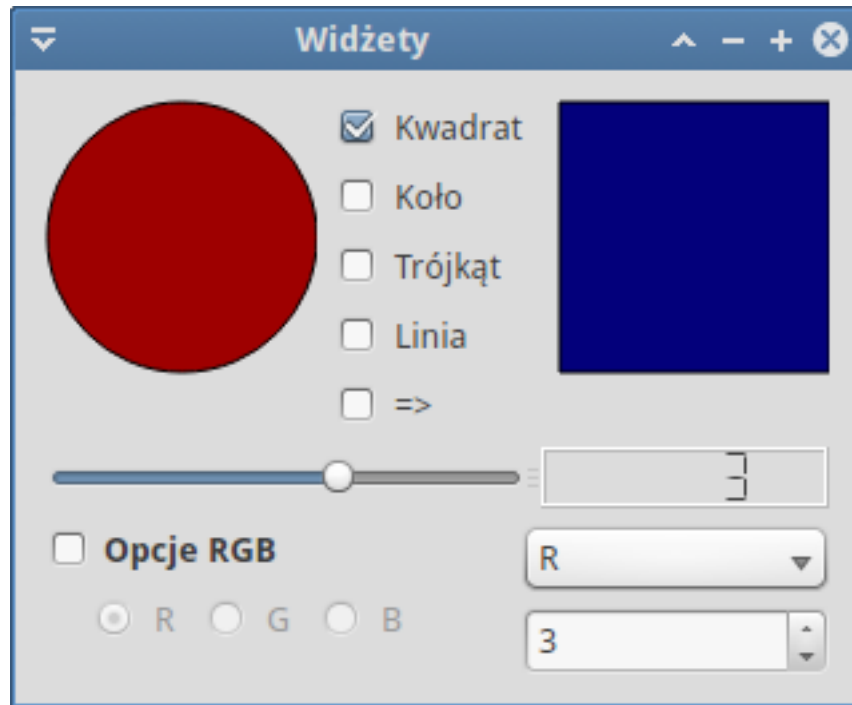 Widżety
Kwadrat
Koło
Trójkąt
Linia
=>
3
Opcje RGB
R
R G B
3